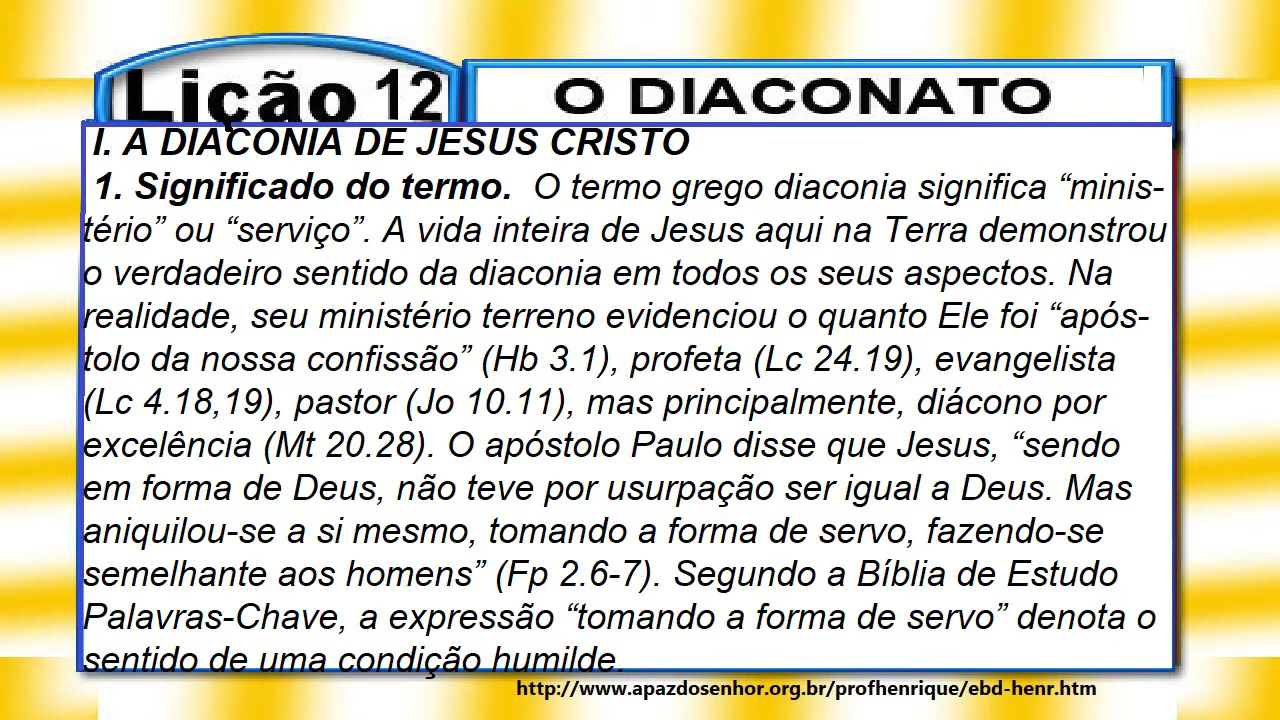 Lição 12
O DIACONATO
I. A DIACONIA DE JESUS CRISTO
1. Significado do termo. O termo grego diaconia significa “minis-
tério” ou “serviço”. A vida inteira de Jesus aqui na Terra demonstrou
o verdadeiro sentido da diaconia em todos os seus aspectos. Na
realidade, seu ministério terreno evidenciou o quanto Ele foi “após-
tolo da nossa confissão” (Hb 3.1), profeta (Lc 24.19), evangelista
(Lc 4.18,19), pastor (Jo 10.11), mas principalmente, diácono por
excelência (Mt 20.28). O apóstolo Paulo disse que Jesus, “sendo
em forma de Deus, não teve por usurpação ser igual a Deus. Mas
aniquilou-se a si mesmo, tomando a forma de servo, fazendo-se
semelhante aos homens” (Fp 2.6-7). Segundo a Bíblia de Estudo
Palavras-Chave, a expressão “tomando a forma de servo” denota o
sentido de uma condição humilde.
http://www.apazdosenhor.org.br/profhenrique/ebd-henr.htm